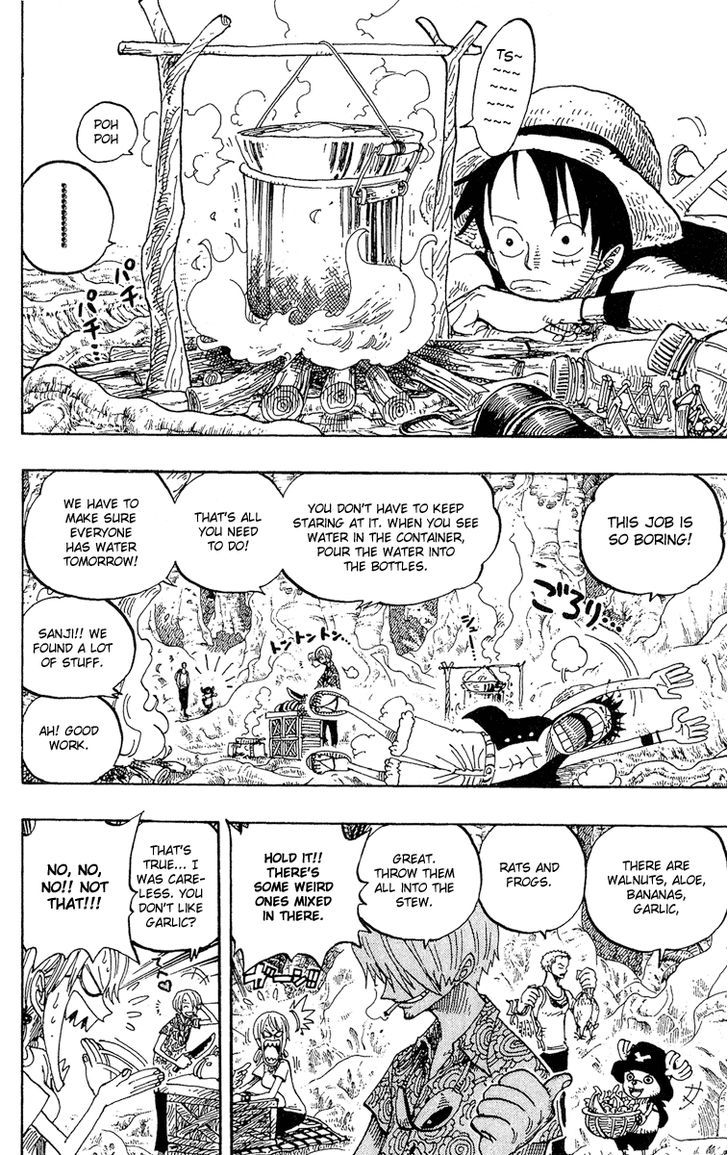 TS~
~~~~
~~~~
~~~~
~~~~
POH
POH
…………
パチ
パチ…
THIS JOB IS
SO BORING!
YOU DON'T HAVE TO KEEP
STARING AT IT. WHEN YOU SEE
WATER IN THE CONTAINER,
POUR THE WATER INTO
THE BOTTLES.
THAT'S ALL
YOU NEED
TO DO!
WE HAVE TO
MAKE SURE
EVERYONE
HAS WATER
TOMORROW!
ごろり…
シュー
トントントン…
SANJI!! WE
FOUND A LOT
OF STUFF.
AH! GOOD
WORK.
THERE ARE
WALNUTS, ALOE,
BANANAS,
GARLIC,
RATS AND
FROGS.
GREAT.
THROW THEM
ALL INTO THE
STEW.
HOLD IT!!
THERE'S
SOME WEIRD
ONES MIXED
IN THERE.
THAT'S
TRUE... I
WAS CARE-
LESS. YOU
DON'T LIKE
GARLIC?
NO, NO,
NO!! NOT
THAT!!!